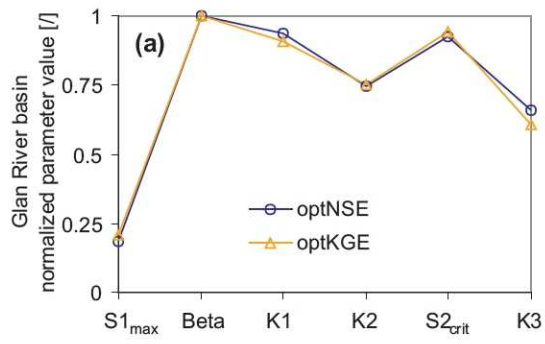 Glan River basin
normalized parameter value [/]
1
0.75
0.5
0.25
0
(a)
optNSE
optKGE
S1max Beta K1 K2 S2crit K3